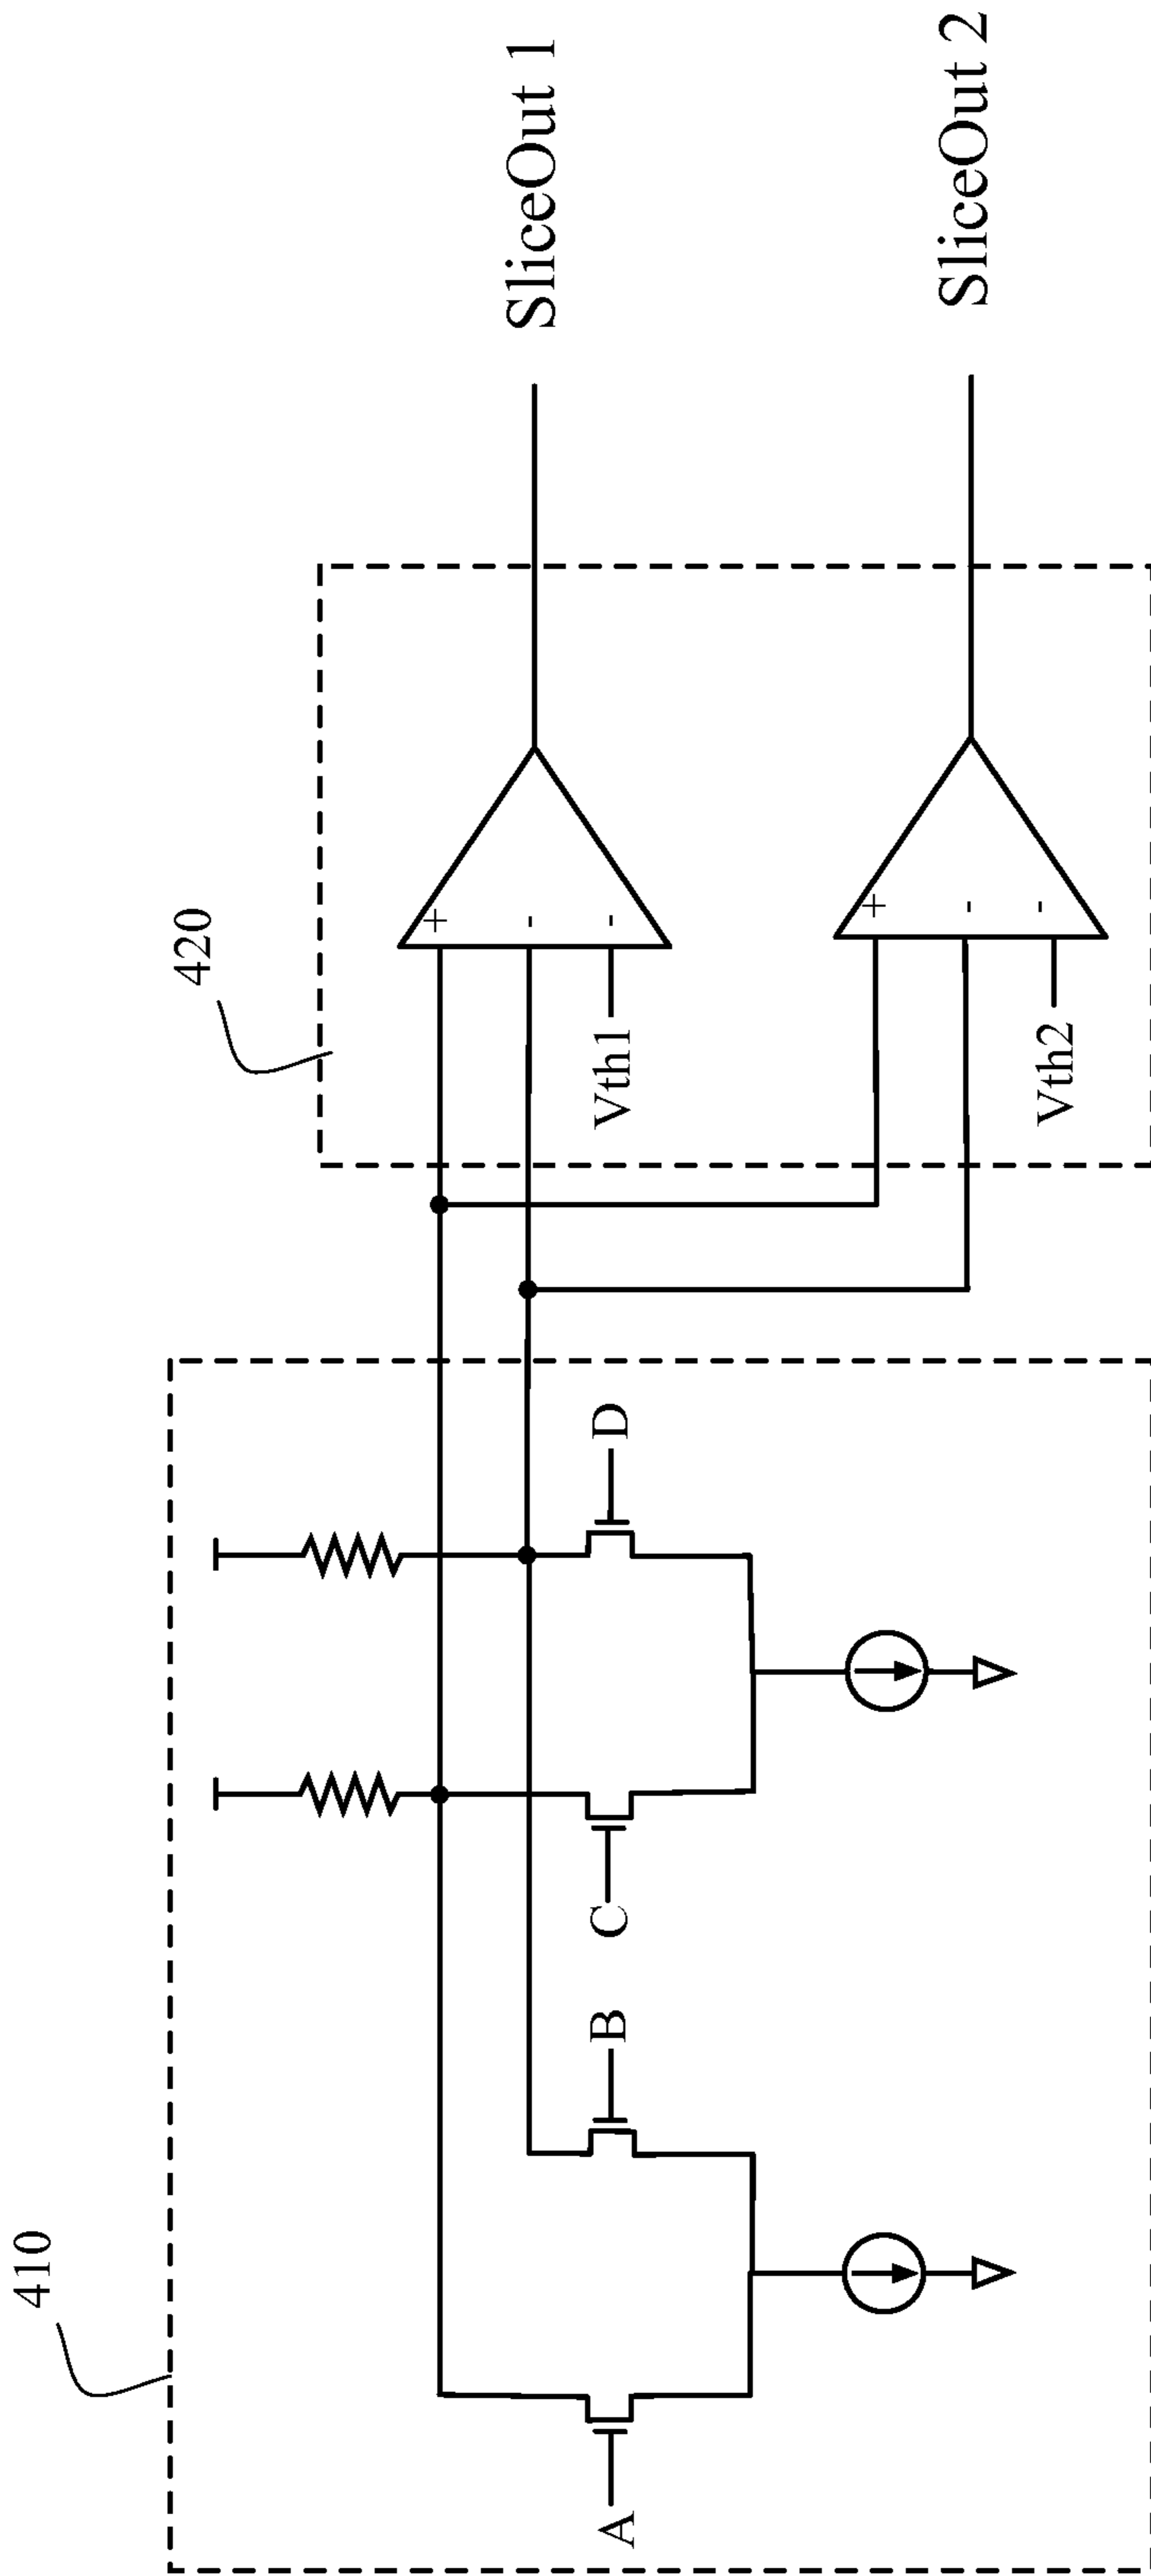 410
420
A
B
C
D
+
-
-
Vth1
SliceOut 1
+
-
-
Vth2
SliceOut 2